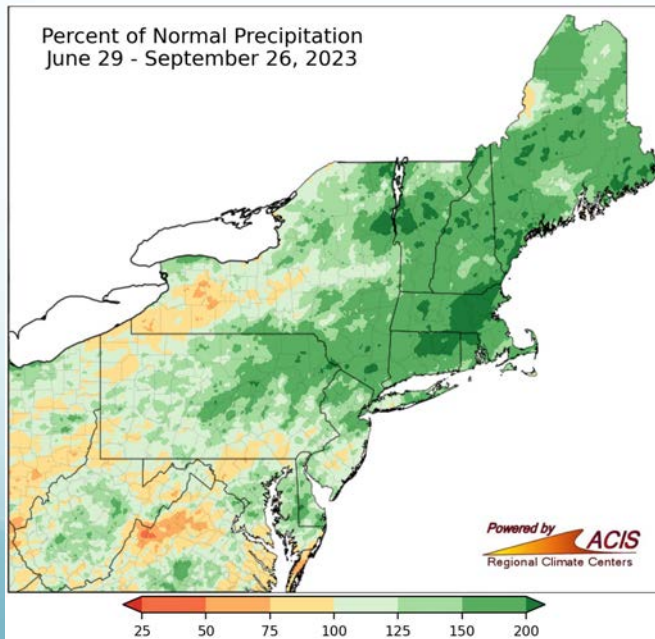 Percent of Normal Precipitation
June 29 - September 26, 2023
Powered by
ACIS
Regional Climate Centers
25 50 75 100 125 150 200